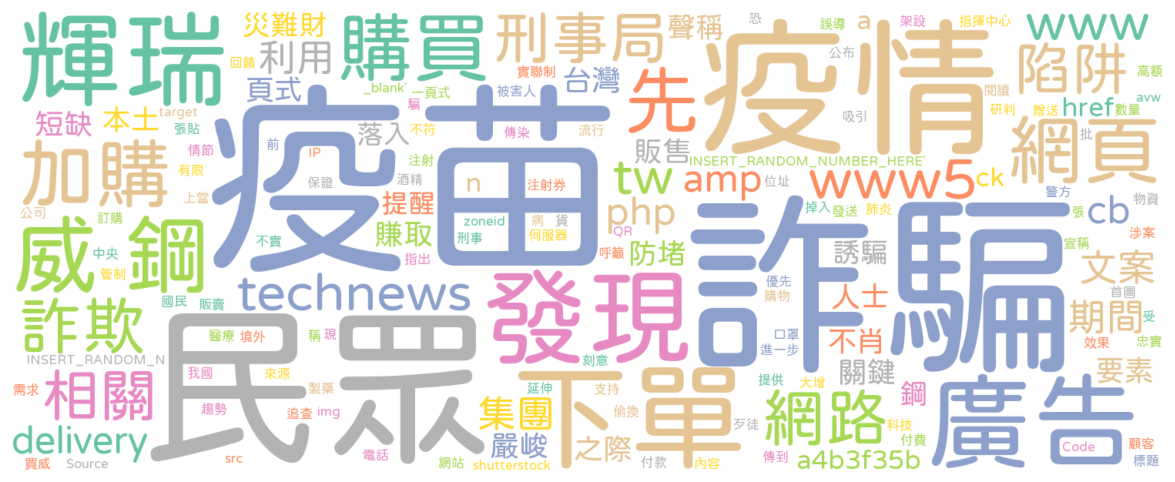 輝瑞
災難財
利用
回饋
購買
刑事局
聲稱
疫情
恐
誤導
架設
a
公布
指揮中心
www
陷阱
高額
頁式
_blank'
一頁式
實聯制
被害人
台灣
先
騙
短缺
本土
target
張貼
情節
落入
不符
傳染
流行
販售
吸引
閱讀
研判
贈送
href
數量
avw
批
網頁
加購
有限
上當
公司
訂購
前
IP
保證
注射
酒精
提醒
疫苗
n
注射券
zoneid
病
貨
刑事
伺服器
INSERT_RANDOM_NUMBER_HERE'
tw
amp
位址
www5
ck
警方
物資
php
QR
掉入
發送
肺炎
張
cb
涉案
威
鋼
中央
管制
不實
賺取
指出
呼籲
防堵
詐騙
誘騙
宣稱
文案
優先
購物
人士
首圖
國民
販賣
technews
發現
詐欺
醫療
境外
稱
現
口罩
進一步
不肖
期間
受
效果
忠實
INSERT_RANDOM_N
民眾
刻意
關鍵
要素
需求
相關
我國
來源
趨勢
製藥
追查
img
延伸
支持
提供
大增
鋼
下單
集團
偷換
歹徒
網路
科技
付費
廣告
delivery
嚴峻
之際
Code
顧客
買威
Source
src
電話
網站
shutterstock
付款
內容
傳到
a4b3f35b
標題